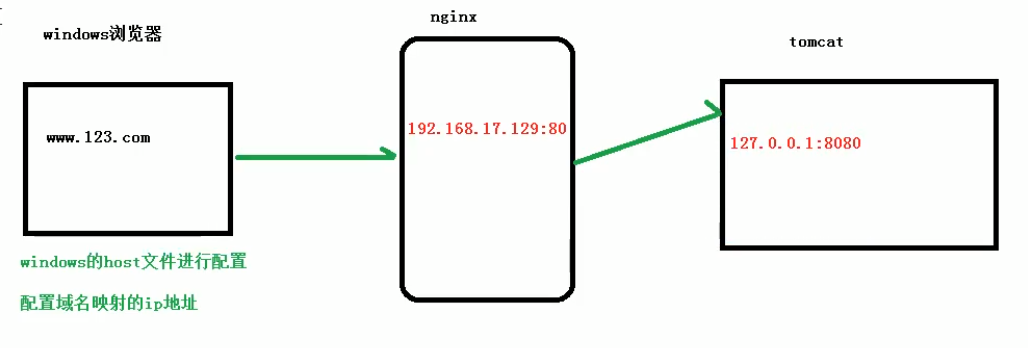 windows浏览器
nginx
tomcat
www.123.com
192.168.17.129:80
127.0.0.1:8080
windows的host文件进行配置
配置域名映射的ip地址